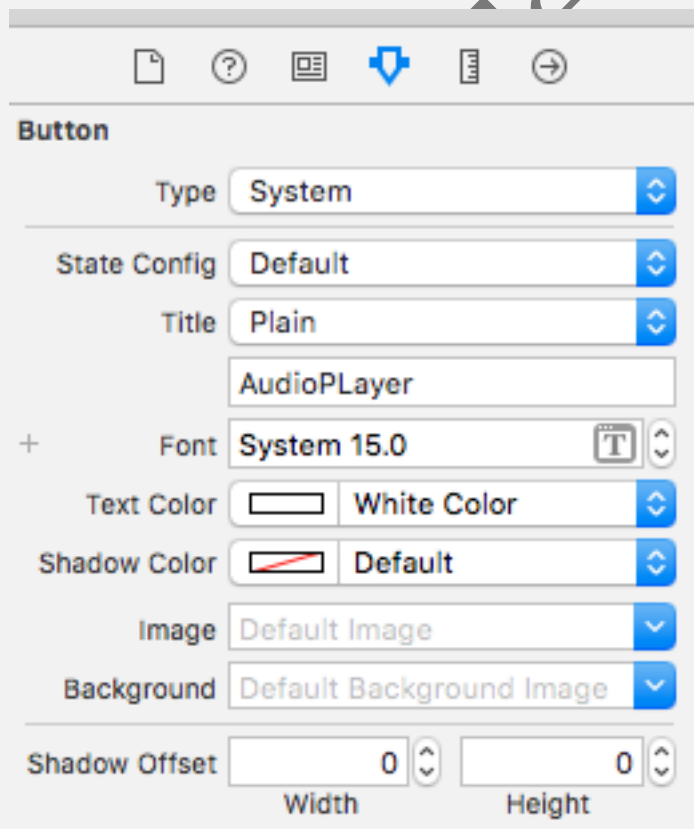 Button
Type System
State Config Default
Title Plain
AudioPLayer
+ Font System 15.0 T
Text Color White Color
Shadow Color Default
Image Default Image
Background Default Background Image
Shadow Offset 0 0
Width Height